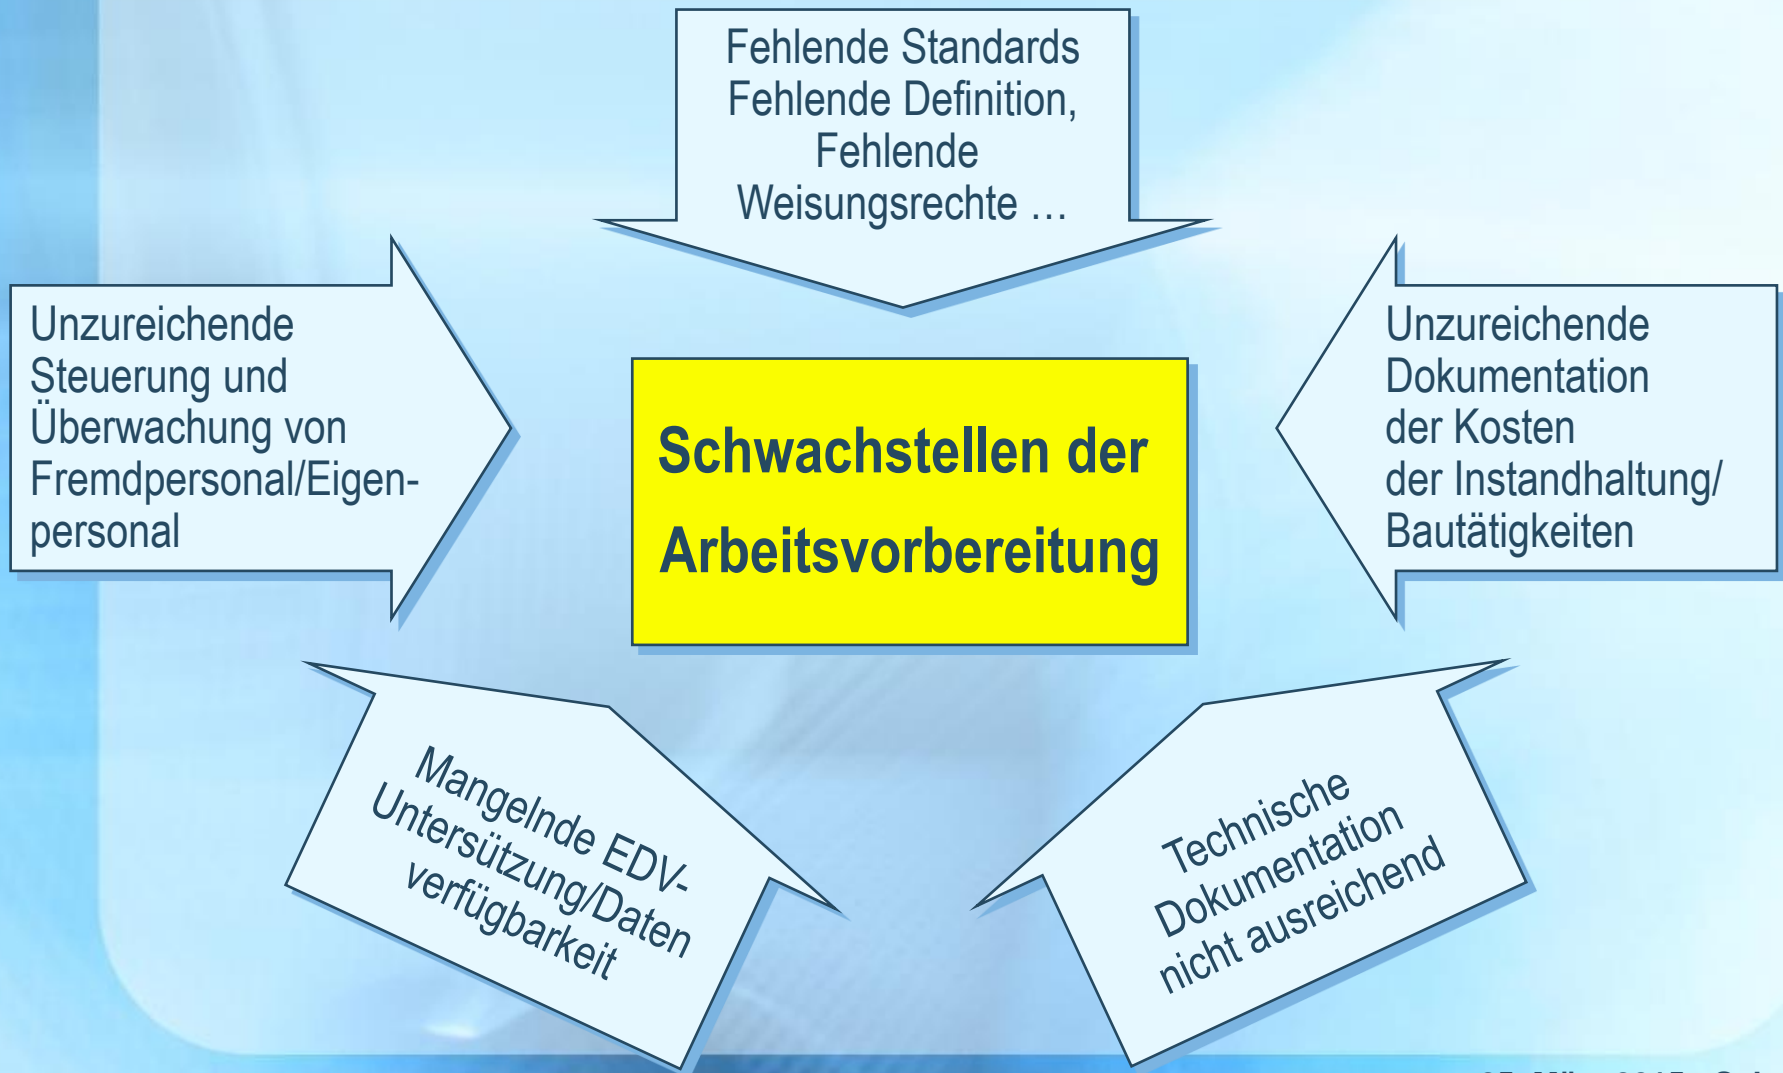 Fehlende Standards
Fehlende Definition,
Fehlende
Weisungsrechte …
Unzureichende
Steuerung und
Überwachung von
Fremdpersonal/Eigen-
personal
Unzureichende
Dokumentation
der Kosten
der Instandhaltung/
Bautätigkeiten
Schwachstellen der
Arbeitsvorbereitung
Mangelnde EDV-
Untersützung/Daten
verfügbarkeit
Technische
Dokumentation
nicht ausreichend